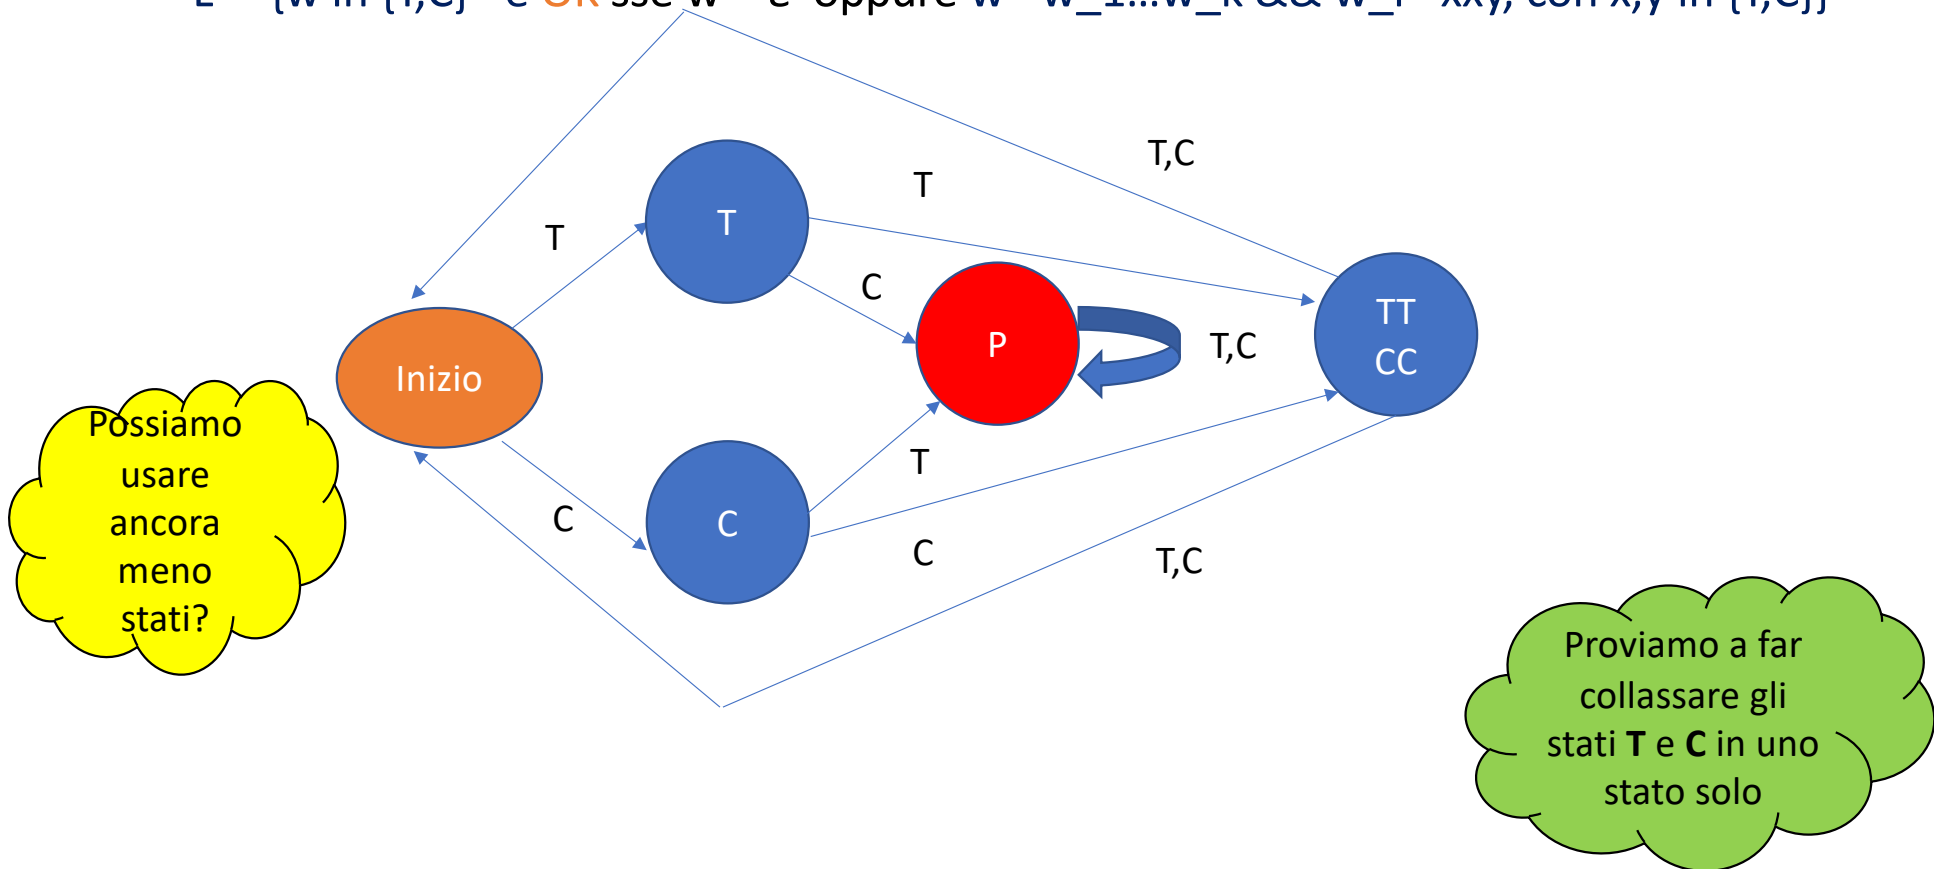 T,C
T
T
T
C
TT
CC
P
T,C
Inizio
Possiamo
usare
ancora
meno
stati?
T
C
C
C
T,C
Proviamo a far
collassare gli
stati T e C in uno
stato solo